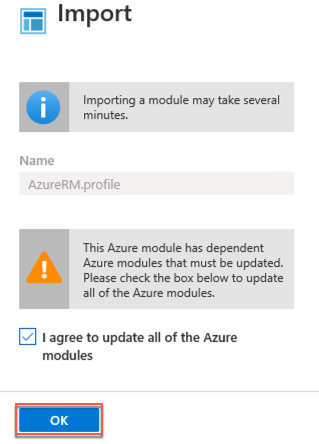 Import
Importing a module may take several
minutes.
Name
AzureRM.profile
This Azure module has dependent
Azure modules that must be updated.
Please check the box below to update
all of the Azure modules.
I agree to update all of the Azure
modules
OK